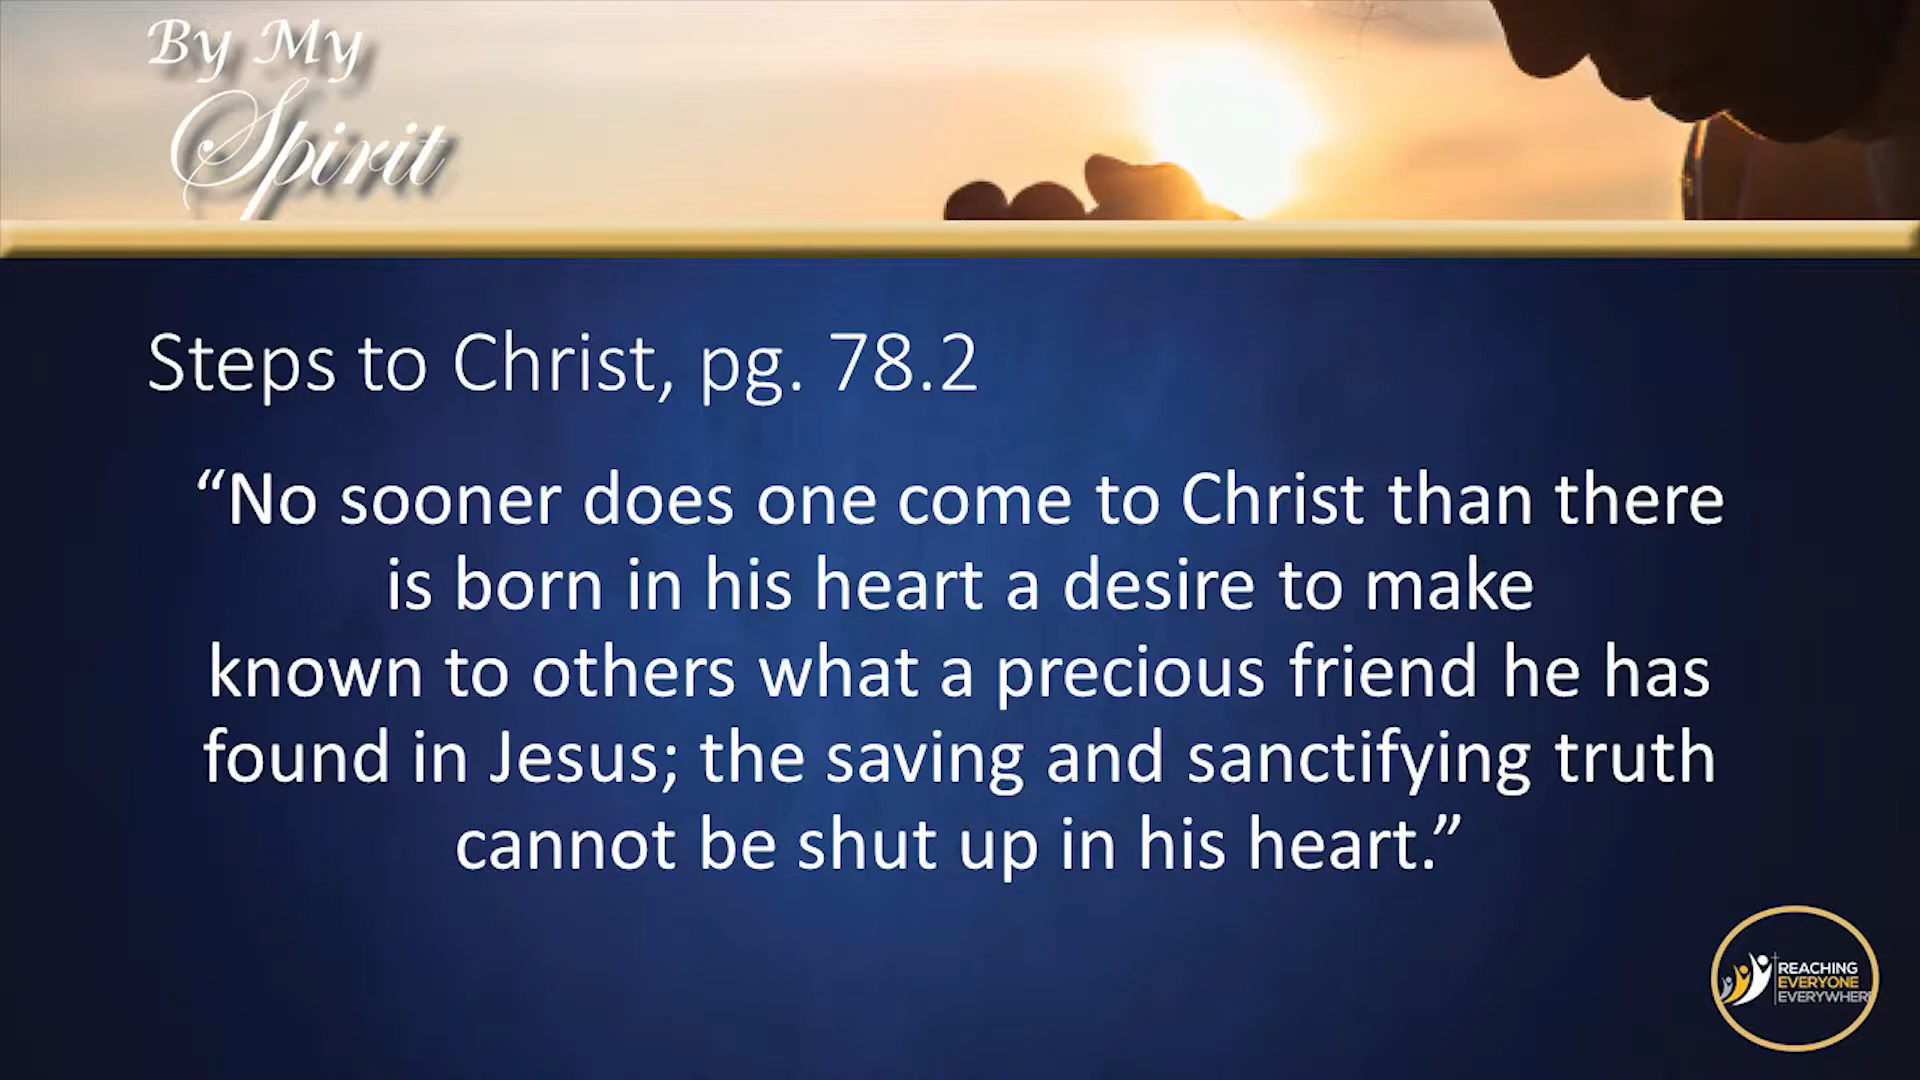 By My
Spirit
Steps to Christ, pg. 78.2
“No sooner does one come to Christ than there
is born in his heart a desire to make
known to others what a precious friend he has
found in Jesus; the saving and sanctifying truth
cannot be shut up in his heart.”
REACHING
EVERYONE
EVERYWHERE